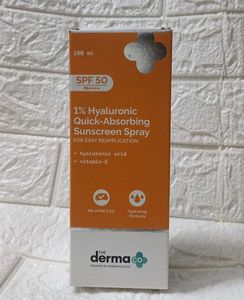 100 ml
SPF 50
PA++++
1% Hyaluronic
Quick-Absorbing
Sunscreen Spray
FOR EASY REAPPLICATION
+ hyaluronic acid
+ vitamin-E
No White Cast
Hydrating
Formula
THE
derma co